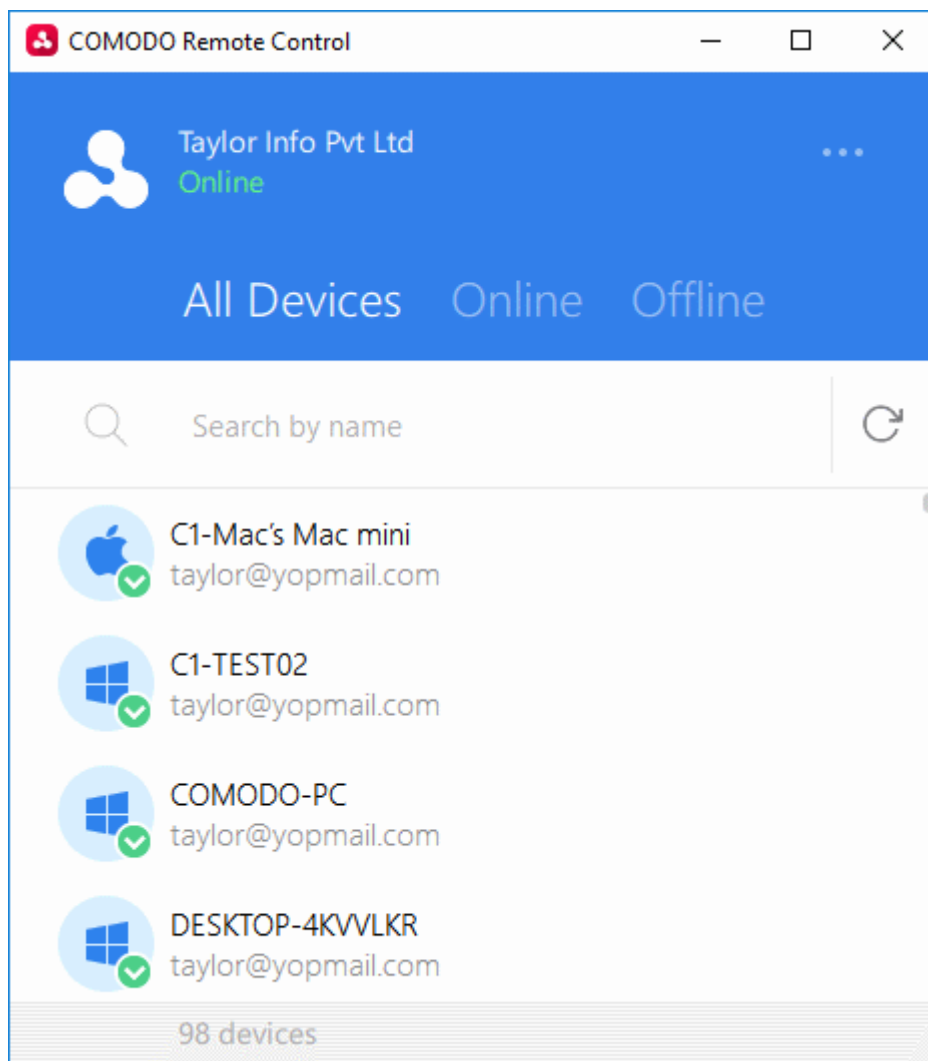 COMODO Remote Control
Taylor Info Pvt Ltd
Online
All Devices Online Offline
Search by name
C1-Mac's Mac mini
taylor@yopmail.com
C1-TEST02
taylor@yopmail.com
COMODO-PC
taylor@yopmail.com
DESKTOP-4KVVLKR
taylor@yopmail.com
98 devices